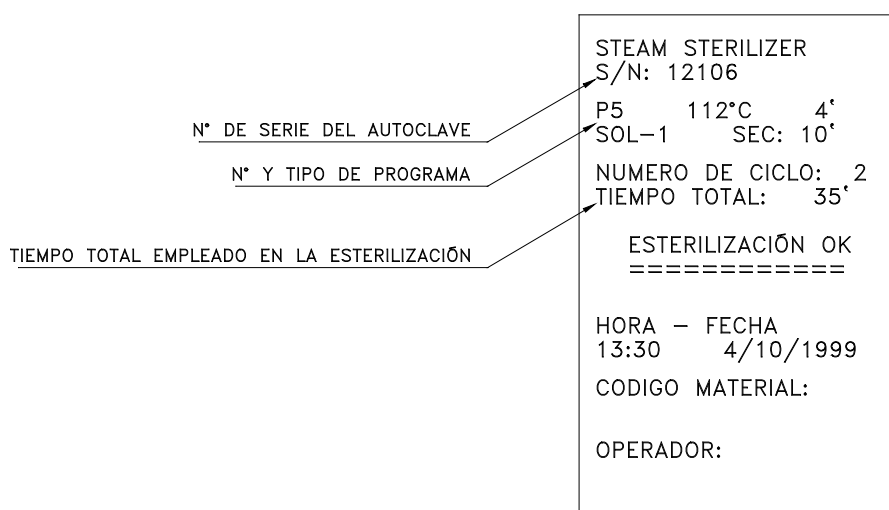 STEAM STERILIZER
S/N: 12106
P5 112°C 4'
SOL-1 SEC: 10'
NUMERO DE CICLO: 2
TIEMPO TOTAL: 35'
ESTERILIZACIÓN OK
============
HORA - FECHA
13:30 4/10/1999
CODIGO MATERIAL:
OPERADOR:
N° DE SERIE DEL AUTOCLAVE
N° Y TIPO DE PROGRAMA
TIEMPO TOTAL EMPLEADO EN LA ESTERILIZACIÓN